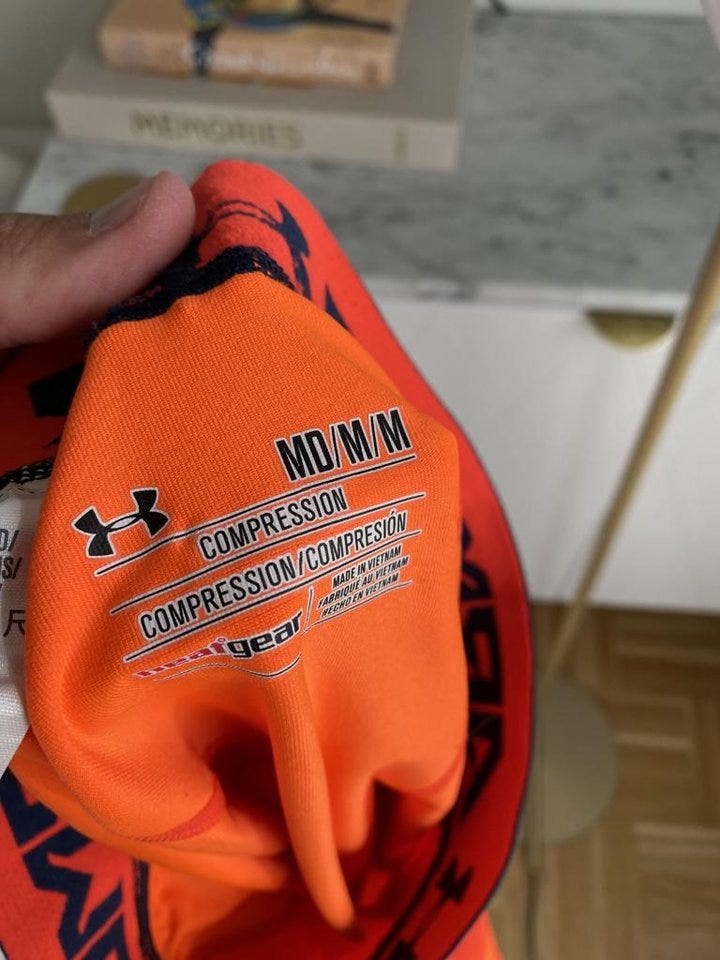 MEMORIES
MD/M/M
COMPRESSION
COMPRESSION/COMPRESIÓN
MADE IN VIETNAM
FABRIQUÉ AU VIETNAM
HECHO EN VIETNAM
heatgear